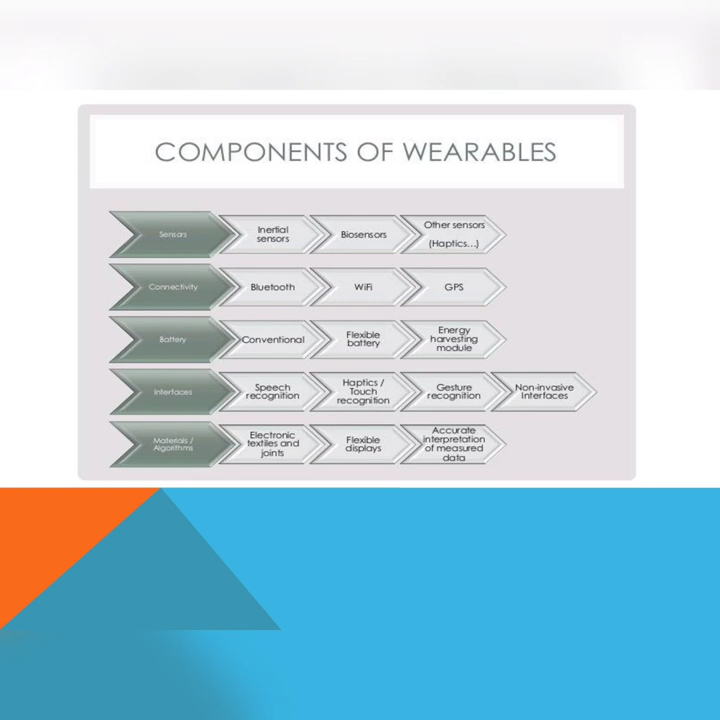 COMPONENTS OF WEARABLES
Sensors
Inertial
sensors
Biosensors
Other sensors
(Haptics...)
Connectivity
Bluetooth
WiFi
GPS
Battery
Conventional
Flexible
battery
Energy
harvesting
module
Interfaces
Speech
recognition
Haptics /
Touch
recognition
Gesture
recognition
Non-invasive
Interfaces
Materials /
Algorithms
Electronic
textiles and
joints
Flexible
displays
Accurate
interpretation
of measured
data